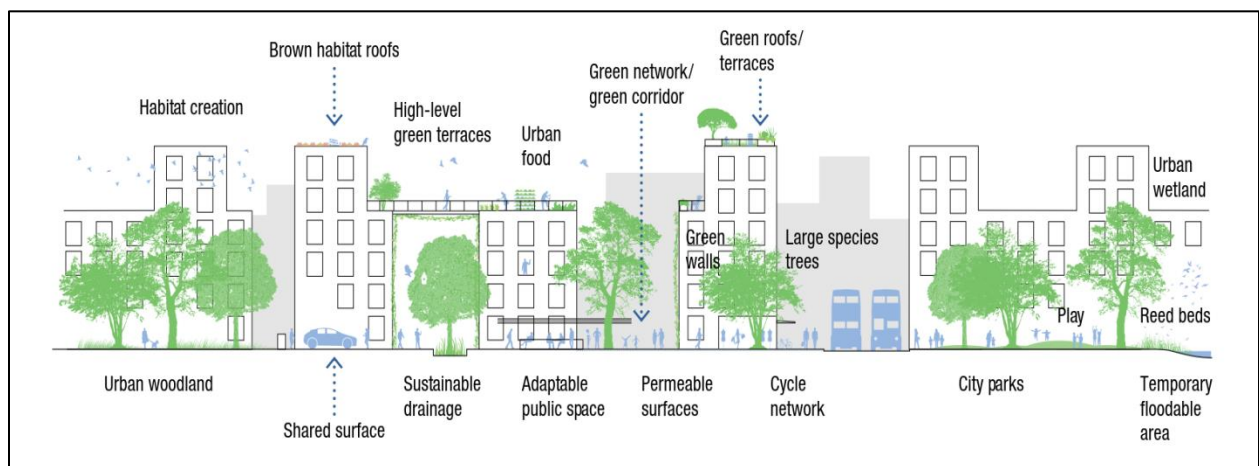 Brown habitat roofs
Green roofs/
terraces
Green network/
green corridor
Habitat creation
High-level
green terraces
Urban
food
Urban
wetland
Green
walls
Large species
trees
Play
Reed beds
Urban woodland
Shared surface
Sustainable
drainage
Adaptable
public space
Permeable
surfaces
Cycle
network
City parks
Temporary
floodable
area